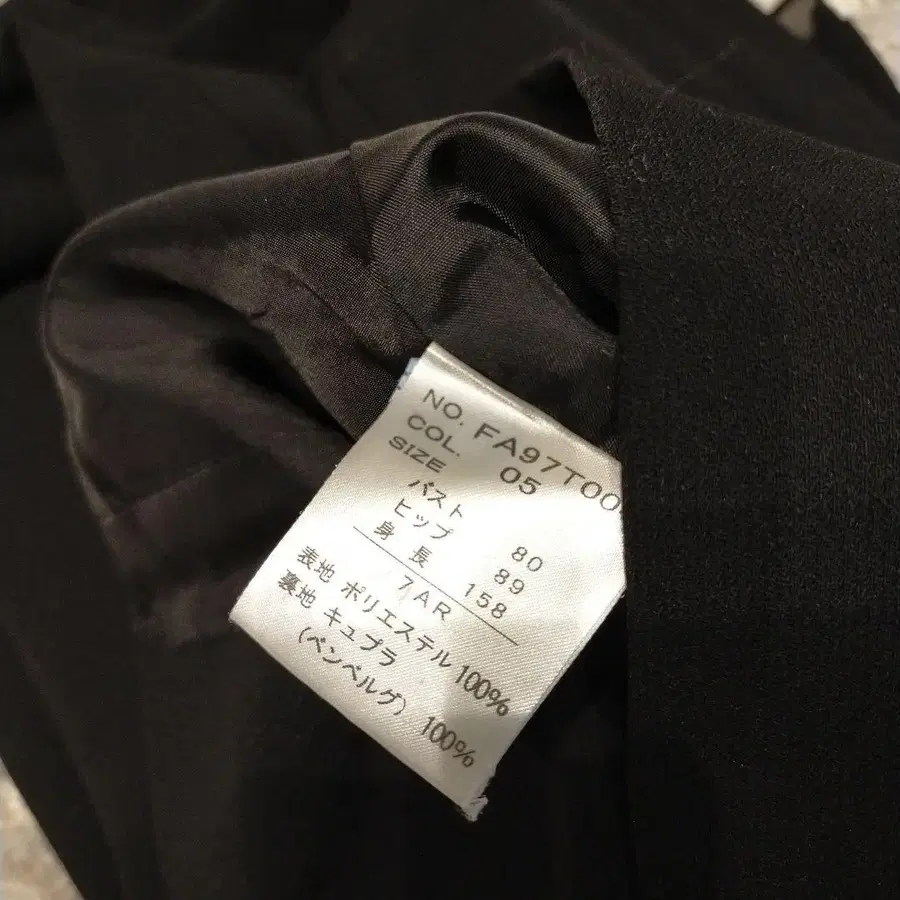 NO. FA97T00
COL. 05
SIZE
バスト 80
ヒップ 89
身長 158
7AR
表地 ポリエステル 100%
裏地 キュプラ
(ベンベルグ) 100%